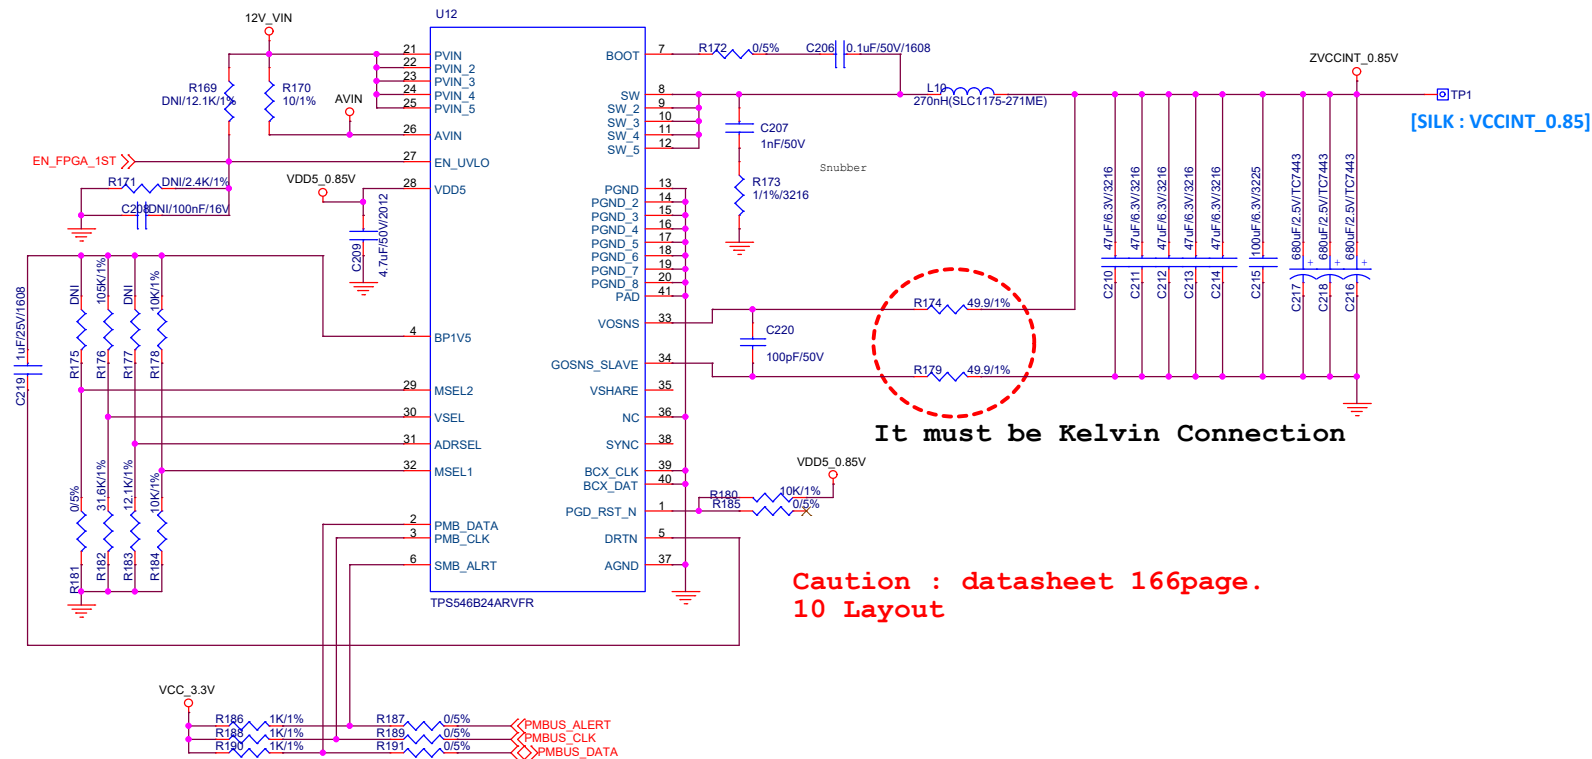 U12
12V_VIN
R169
DNI/12.1K/1%
R170
10/1%
AVIN
EN_FPGA_1ST
R171
DNI/2.4K/1%
C208
DNI/100nF/16V
VDD5_0.85V
C209
4.7uF/50V/2012
21 PVIN
22 PVIN_2
23 PVIN_3
24 PVIN_4
25 PVIN_5
26 AVIN
27 EN_UVLO
28 VDD5
4 BP1V5
29 MSEL2
30 VSEL
31 ADRSEL
32 MSEL1
2 PMB_DATA
3 PMB_CLK
6 SMB_ALRT
BOOT 7
SW 8
SW_2 9
SW_3 10
SW_4 11
SW_5 12
PGND 13
PGND_2 14
PGND_3 15
PGND_4 16
PGND_5 17
PGND_6 18
PGND_7 19
PGND_8 20
PAD 41
VOSNS 33
GOSNS_SLAVE 34
VSHARE 35
NC 36
SYNC 38
BCX_CLK 39
BCX_DAT 40
PGD_RST_N 1
DRTN 5
AGND 37
TPS546B24ARVFR
R172 0/5%
C206 0.1uF/50V/1608
L10
270nH(SLC1175-271ME)
C207
1nF/50V
Snubber
R173
1/1%/3216
ZVCCINT_0.85V
TP1
[SILK : VCCINT_0.85]
C210 47uF/6.3V/3216
C211 47uF/6.3V/3216
C212 47uF/6.3V/3216
C213 47uF/6.3V/3216
C214 47uF/6.3V/3216
C215 100uF/6.3V/3225
C217 680uF/2.5V/TC7443
C218 680uF/2.5V/TC7443
C216 680uF/2.5V/TC7443
+ + +
R174 49.9/1%
C220
100pF/50V
R179 49.9/1%
It must be Kelvin Connection
VDD5_0.85V
R180 10K/1%
R185 0/5%
Caution : datasheet 166page.
10 Layout
C219 1uF/25V/1608
R175 DNI
R176 105K/1%
R177 DNI
R178 10K/1%
R181 0/5%
R182 31.6K/1%
R183 12.1K/1%
R184 10K/1%
VCC_3.3V
R186 1K/1% R187 0/5% PMBUS_ALERT
R188 1K/1% R189 0/5% PMBUS_CLK
R190 1K/1% R191 0/5% PMBUS_DATA